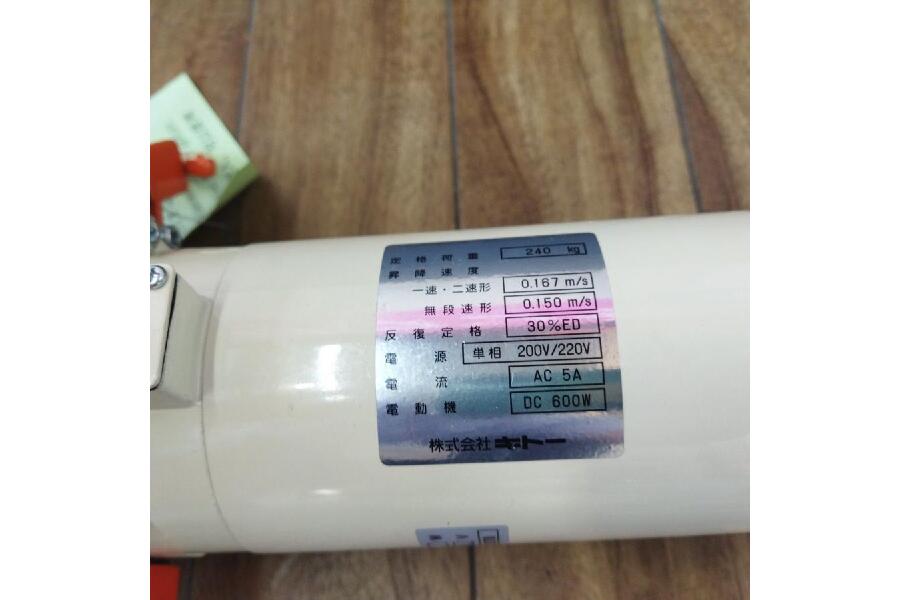 定格荷重 240 kg
昇降速度
一速・二速形 0.167 m/s
無段速形 0.150 m/s
反復定格 30%ED
電源 単相 200V/220V
電流 AC 5A
電動機 DC 600W
株式会社キトー